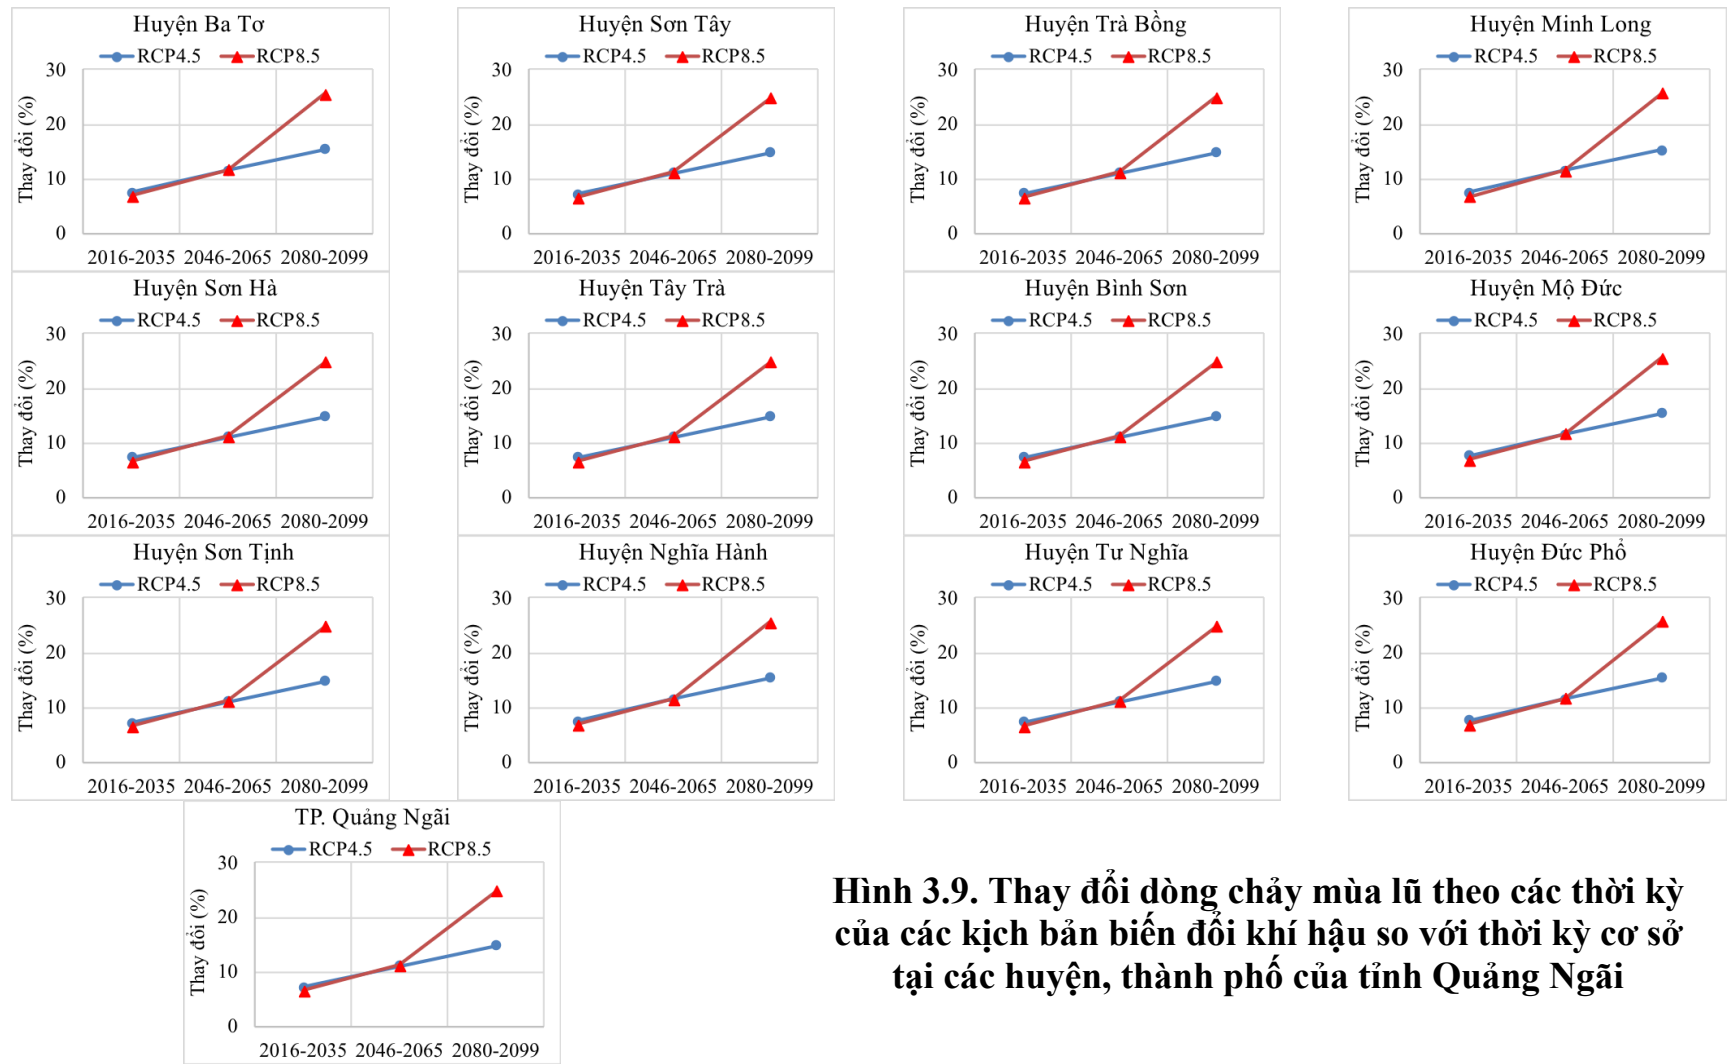 Huyện Ba Tơ
RCP4.5 RCP8.5
Thay đổi (%)
30
20
10
0
2016-2035 2046-2065 2080-2099
Huyện Sơn Tây
RCP4.5 RCP8.5
Thay đổi (%)
30
20
10
0
2016-2035 2046-2065 2080-2099
Huyện Trà Bồng
RCP4.5 RCP8.5
Thay đổi (%)
30
20
10
0
2016-2035 2046-2065 2080-2099
Huyện Minh Long
RCP4.5 RCP8.5
Thay đổi (%)
30
20
10
0
2016-2035 2046-2065 2080-2099
Huyện Sơn Hà
RCP4.5 RCP8.5
Thay đổi (%)
30
20
10
0
2016-2035 2046-2065 2080-2099
Huyện Tây Trà
RCP4.5 RCP8.5
Thay đổi (%)
30
20
10
0
2016-2035 2046-2065 2080-2099
Huyện Bình Sơn
RCP4.5 RCP8.5
Thay đổi (%)
30
20
10
0
2016-2035 2046-2065 2080-2099
Huyện Mộ Đức
RCP4.5 RCP8.5
Thay đổi (%)
30
20
10
0
2016-2035 2046-2065 2080-2099
Huyện Sơn Tịnh
RCP4.5 RCP8.5
Thay đổi (%)
30
20
10
0
2016-2035 2046-2065 2080-2099
Huyện Nghĩa Hành
RCP4.5 RCP8.5
Thay đổi (%)
30
20
10
0
2016-2035 2046-2065 2080-2099
Huyện Tư Nghĩa
RCP4.5 RCP8.5
Thay đổi (%)
30
20
10
0
2016-2035 2046-2065 2080-2099
Huyện Đức Phổ
RCP4.5 RCP8.5
Thay đổi (%)
30
20
10
0
2016-2035 2046-2065 2080-2099
TP. Quảng Ngãi
RCP4.5 RCP8.5
Thay đổi (%)
30
20
10
0
2016-2035 2046-2065 2080-2099
Hình 3.9. Thay đổi dòng chảy mùa lũ theo các thời kỳ
của các kịch bản biến đổi khí hậu so với thời kỳ cơ sở
tại các huyện, thành phố của tỉnh Quảng Ngãi